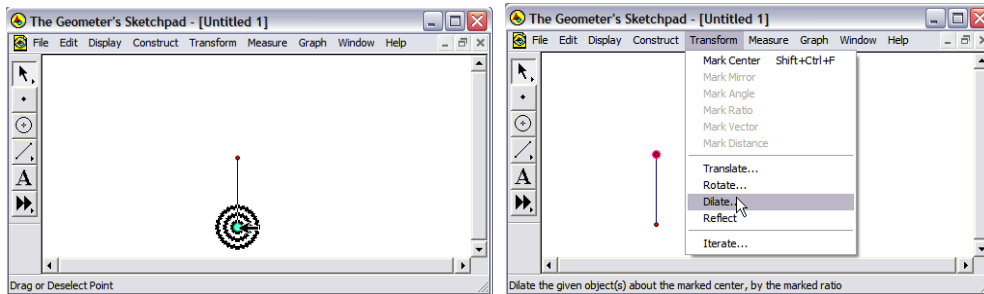 The Geometer's Sketchpad - [Untitled 1]
File Edit Display Construct Transform Measure Graph Window Help
A
Drag or Deselect Point
The Geometer's Sketchpad - [Untitled 1]
File Edit Display Construct Transform Measure Graph Window Help
Mark Center Shift+Ctrl+F
Mark Mirror
Mark Angle
Mark Ratio
Mark Vector
Mark Distance
Translate...
Rotate...
Dilate...
Reflect
Iterate...
A
Dilate the given object(s) about the marked center, by the marked ratio